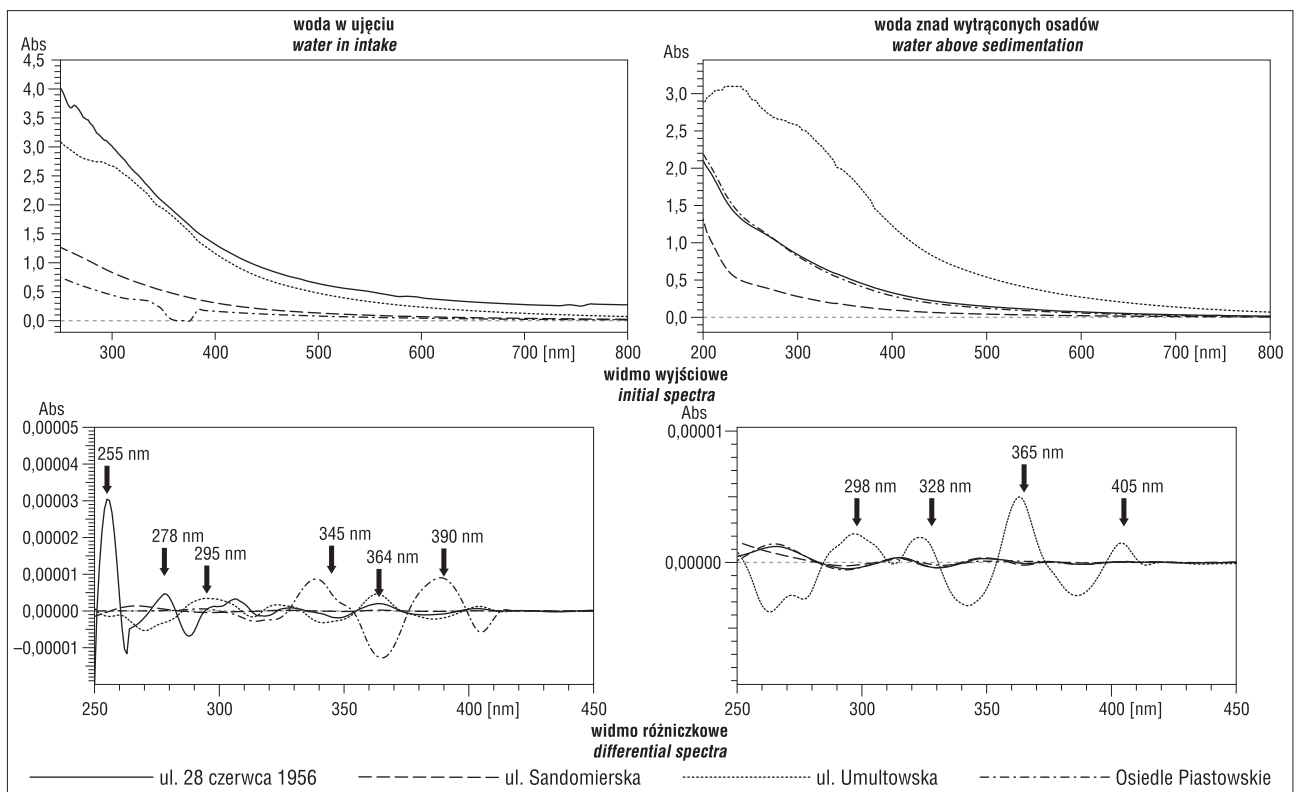 woda w ujęciu
water in intake
Abs
4,5
4,0
3,5
3,0
2,5
2,0
1,5
1,0
0,5
0,0
300 400 500 600 700 [nm] 800
woda znad wytrąconych osadów
water above sedimentation
Abs
3,0
2,0
1,0
0,0
200 300 400 500 600 700 [nm] 800
widmo wyjściowe
initial spectra
Abs
0,00005
0,00004
0,00003
0,00002
0,00001
0,00000
–0,00001
255 nm
278 nm
295 nm
345 nm
364 nm
390 nm
250 300 350 400 [nm] 450
Abs
0,00001
0,00000
298 nm
328 nm
365 nm
405 nm
250 300 350 400 [nm] 450
widmo różniczkowe
differential spectra
ul. 28 czerwca 1956 ul. Sandomierska ul. Umultowska Osiedle Piastowskie